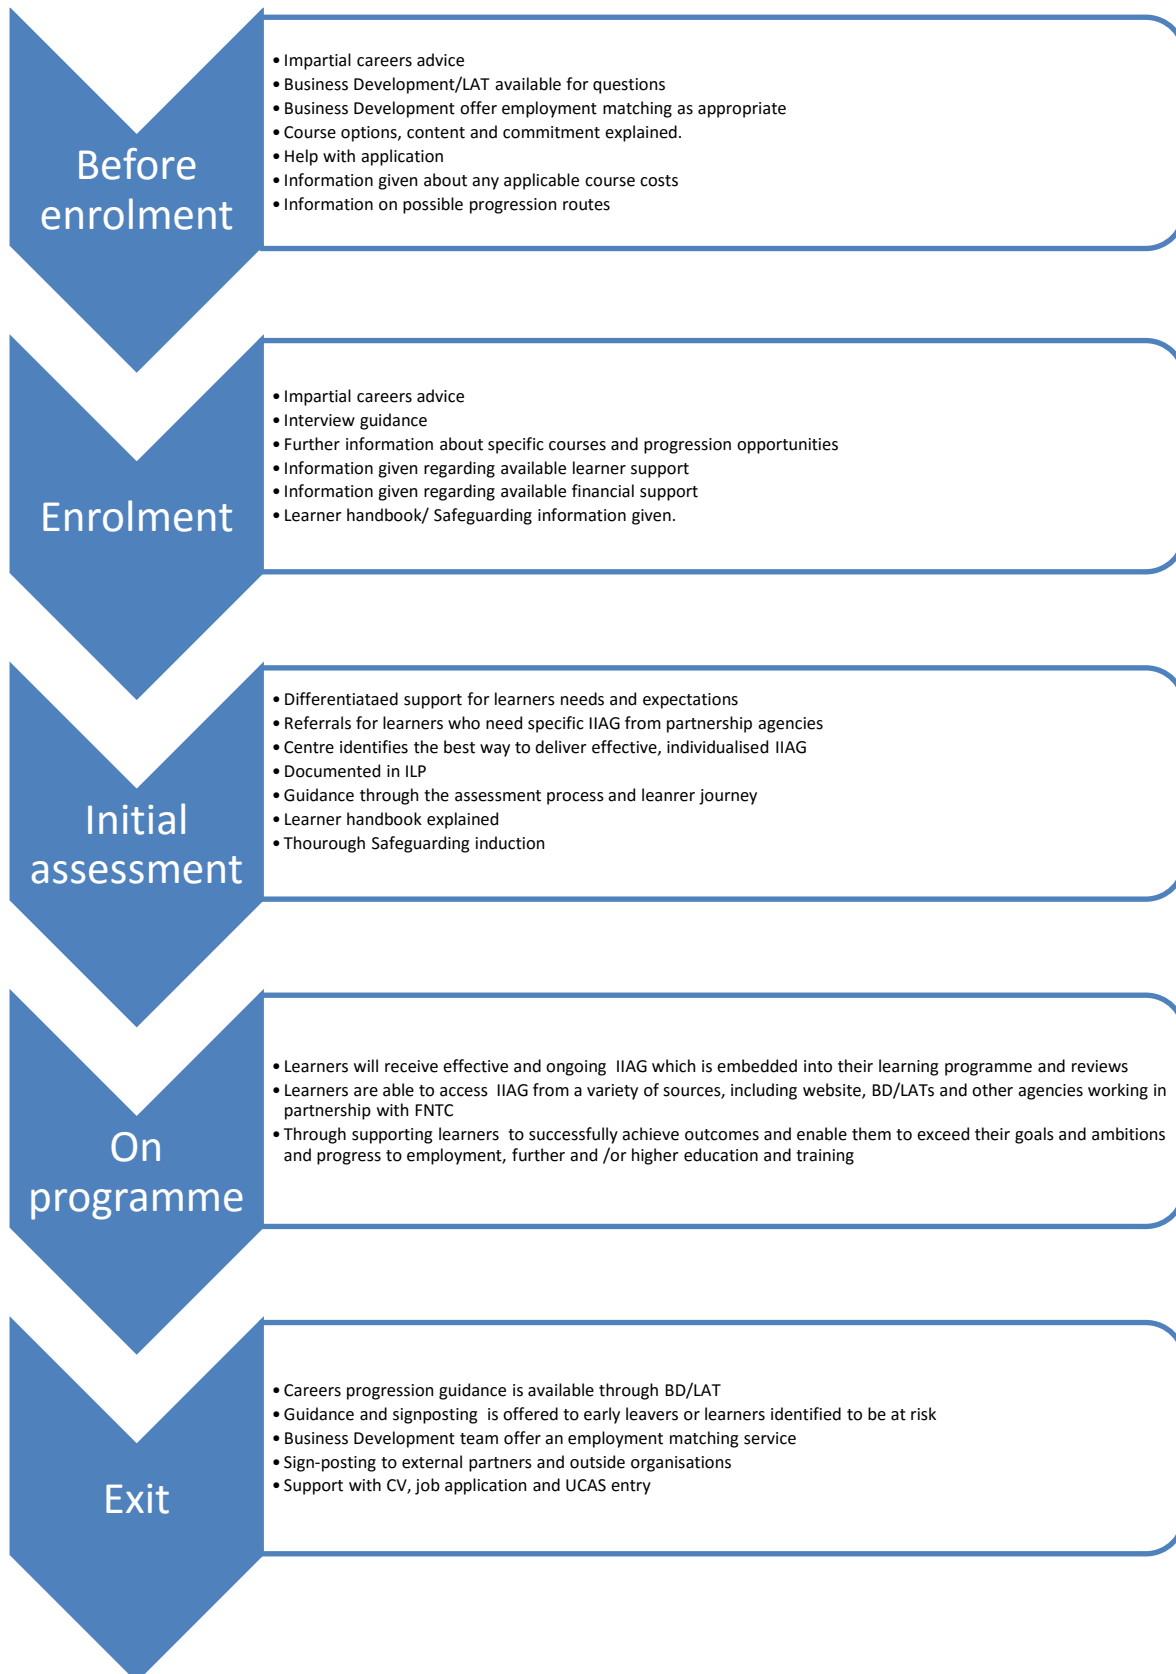 Before
enrolment
• Impartial careers advice
• Business Development/LAT available for questions
• Business Development offer employment matching as appropriate
• Course options, content and commitment explained.
• Help with application
• Information given about any applicable course costs
• Information on possible progression routes
Enrolment
• Impartial careers advice
• Interview guidance
• Further information about specific courses and progression opportunities
• Information given regarding available learner support
• Information given regarding available financial support
• Learner handbook/ Safeguarding information given.
Initial
assessment
• Differentiataed support for learners needs and expectations
• Referrals for learners who need specific IIAG from partnership agencies
• Centre identifies the best way to deliver effective, individualised IIAG
• Documented in ILP
• Guidance through the assessment process and leanrer journey
• Learner handbook explained
• Thourough Safeguarding induction
On
programme
• Learners will receive effective and ongoing  IIAG which is embedded into their learning programme and reviews
• Learners are able to access  IIAG from a variety of sources, including website, BD/LATs and other agencies working in
partnership with FNTC
• Through supporting learners  to successfully achieve outcomes and enable them to exceed their goals and ambitions
and progress to employment, further and /or higher education and training
Exit
• Careers progression guidance is available through BD/LAT
• Guidance and signposting  is offered to early leavers or learners identified to be at risk
• Business Development team offer an employment matching service
• Sign-posting to external partners and outside organisations
• Support with CV, job application and UCAS entry